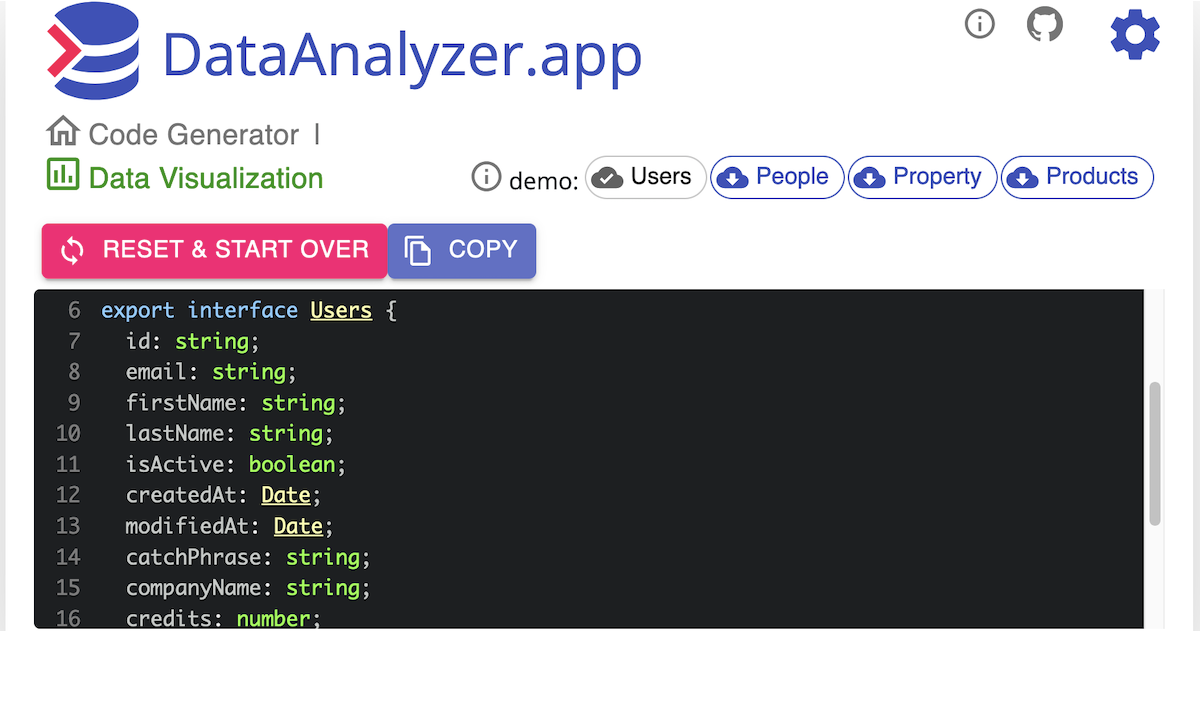 DataAnalyzer.app
Code Generator |
Data Visualization
demo: Users People Property Products
RESET & START OVER COPY
6 export interface Users {
7 id: string;
8 email: string;
9 firstName: string;
10 lastName: string;
11 isActive: boolean;
12 createdAt: Date;
13 modifiedAt: Date;
14 catchPhrase: string;
15 companyName: string;
16 credits: number;